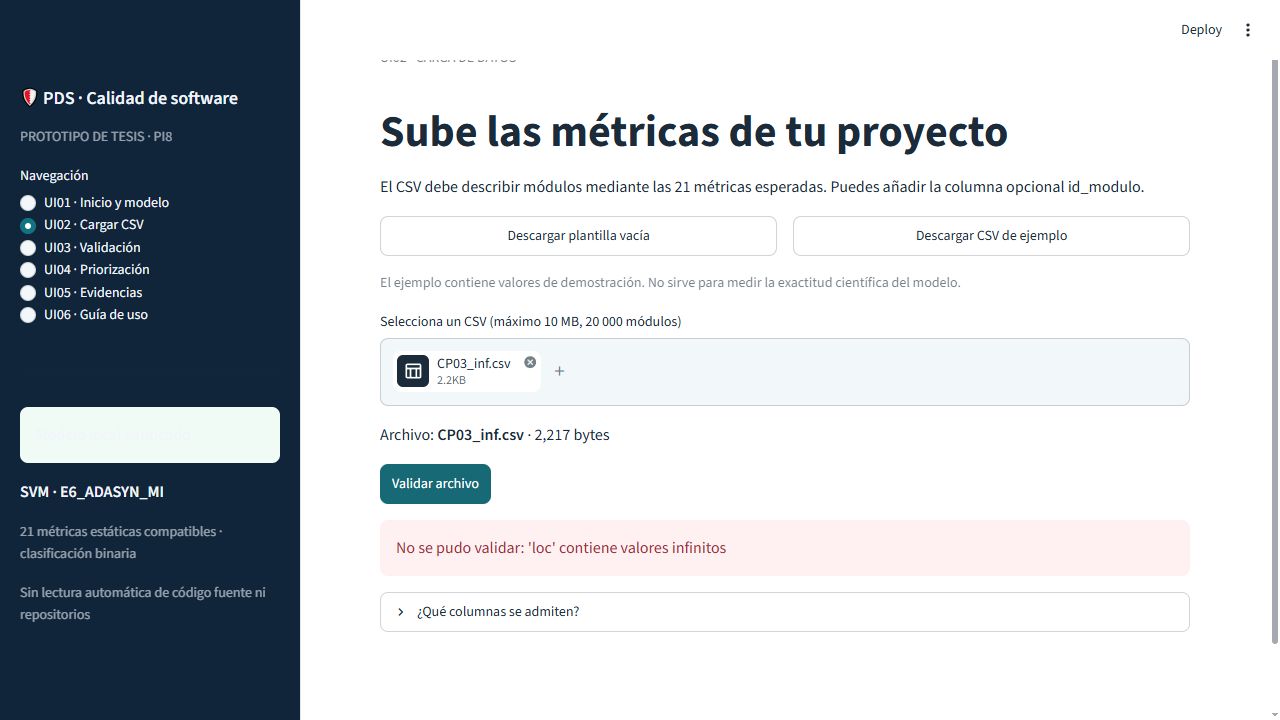 Deploy
PDS · Calidad de software
PROTOTIPO DE TESIS · PI8
Navegación
UI01 · Inicio y modelo
UI02 · Cargar CSV
UI03 · Validación
UI04 · Priorización
UI05 · Evidencias
UI06 · Guía de uso
SVM · E6_ADASYN_MI
21 métricas estáticas compatibles ·
clasificación binaria
Sin lectura automática de código fuente ni
repositorios
Sube las métricas de tu proyecto
El CSV debe describir módulos mediante las 21 métricas esperadas. Puedes añadir la columna opcional id_modulo.
Descargar plantilla vacía
Descargar CSV de ejemplo
El ejemplo contiene valores de demostración. No sirve para medir la exactitud científica del modelo.
Selecciona un CSV (máximo 10 MB, 20 000 módulos)
CP03_inf.csv
2.2KB
Archivo: CP03_inf.csv · 2,217 bytes
Validar archivo
No se pudo validar: 'loc' contiene valores infinitos
¿Qué columnas se admiten?